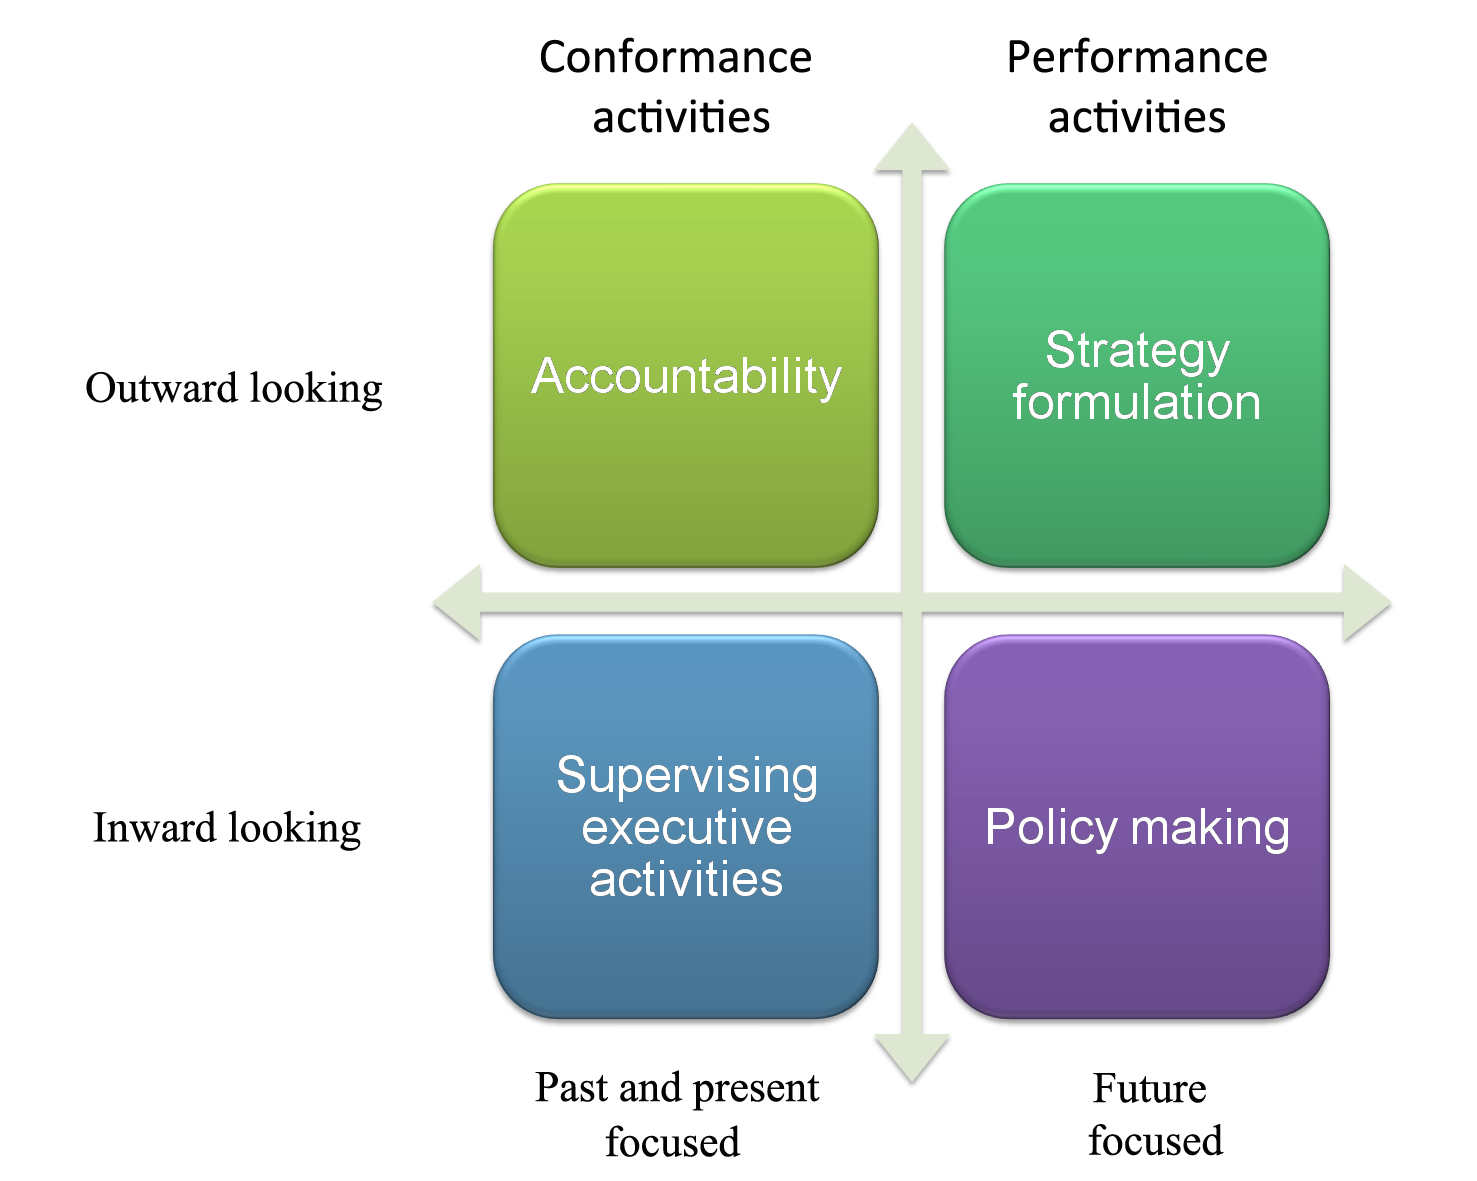 Conformance
activities
Performance
activities
Outward looking
Accountability
Strategy
formulation
Inward looking
Supervising
executive
activities
Policy making
Past and present
focused
Future
focused